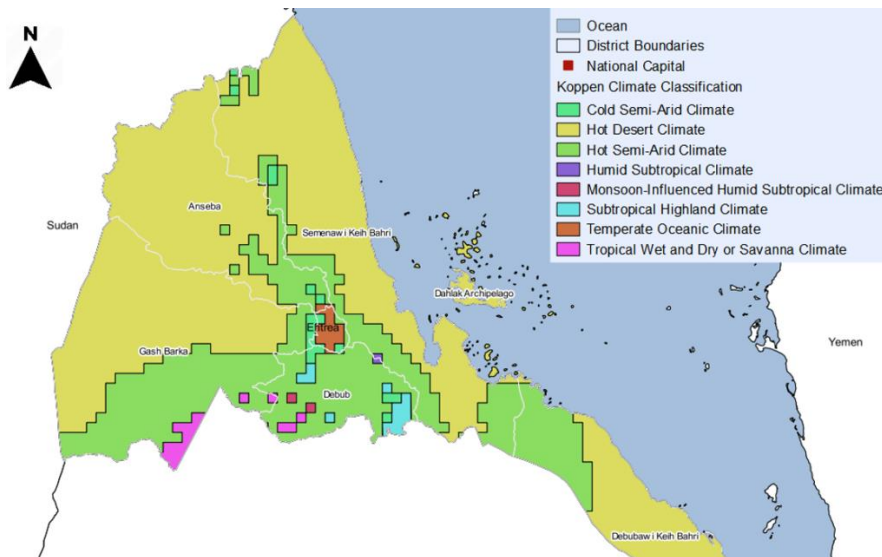 N
Ocean
District Boundaries
National Capital
Koppen Climate Classification
Cold Semi-Arid Climate
Hot Desert Climate
Hot Semi-Arid Climate
Humid Subtropical Climate
Monsoon-Influenced Humid Subtropical Climate
Subtropical Highland Climate
Temperate Oceanic Climate
Tropical Wet and Dry or Savanna Climate
Anseba
Sudan
Semenawi Keih Bahri
Dahlak Archipelago
Eritrea
Yemen
Gash Barka
Debub
Debubawi Keih Bahri